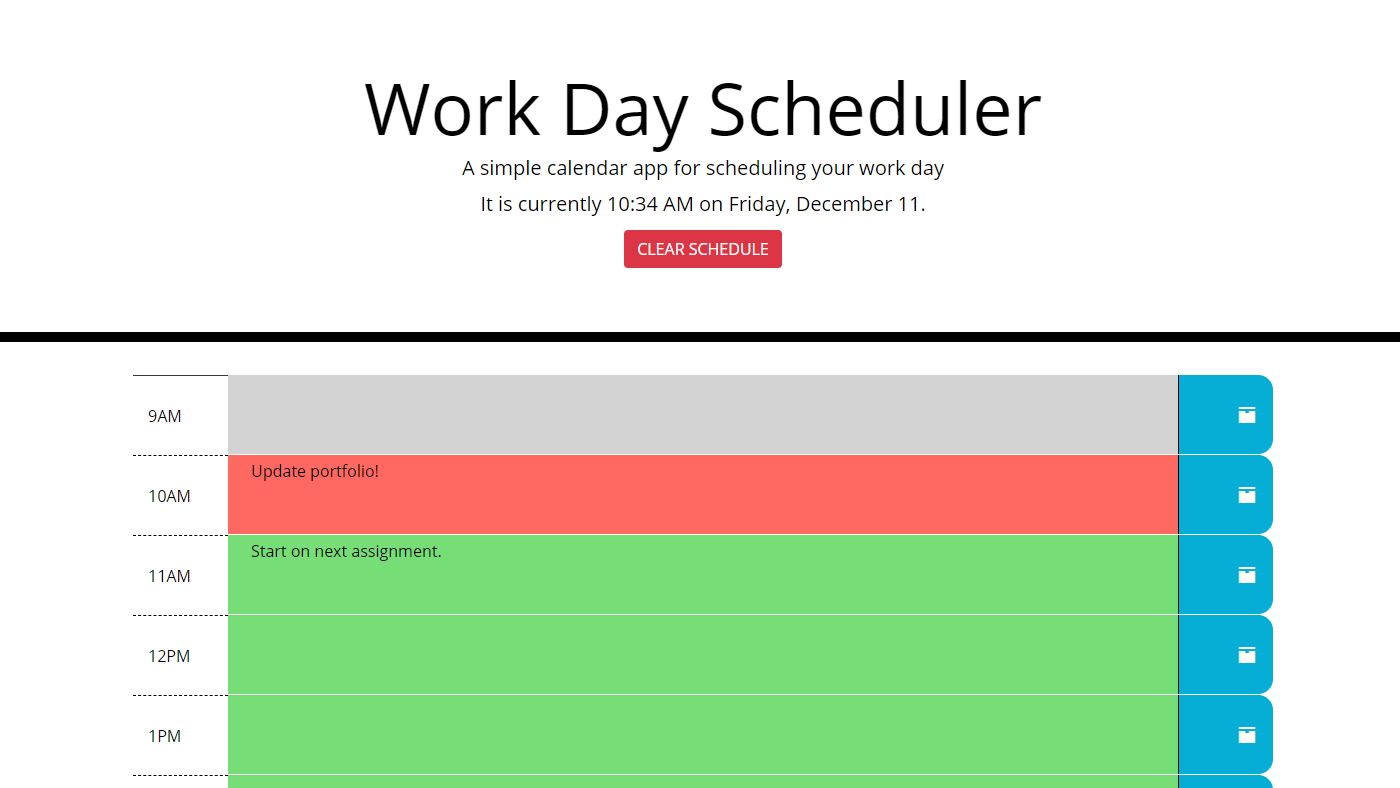 Work Day Scheduler
A simple calendar app for scheduling your work day
It is currently 10:34 AM on Friday, December 11.
CLEAR SCHEDULE
9AM
10AM
Update portfolio!
11AM
Start on next assignment.
12PM
1PM